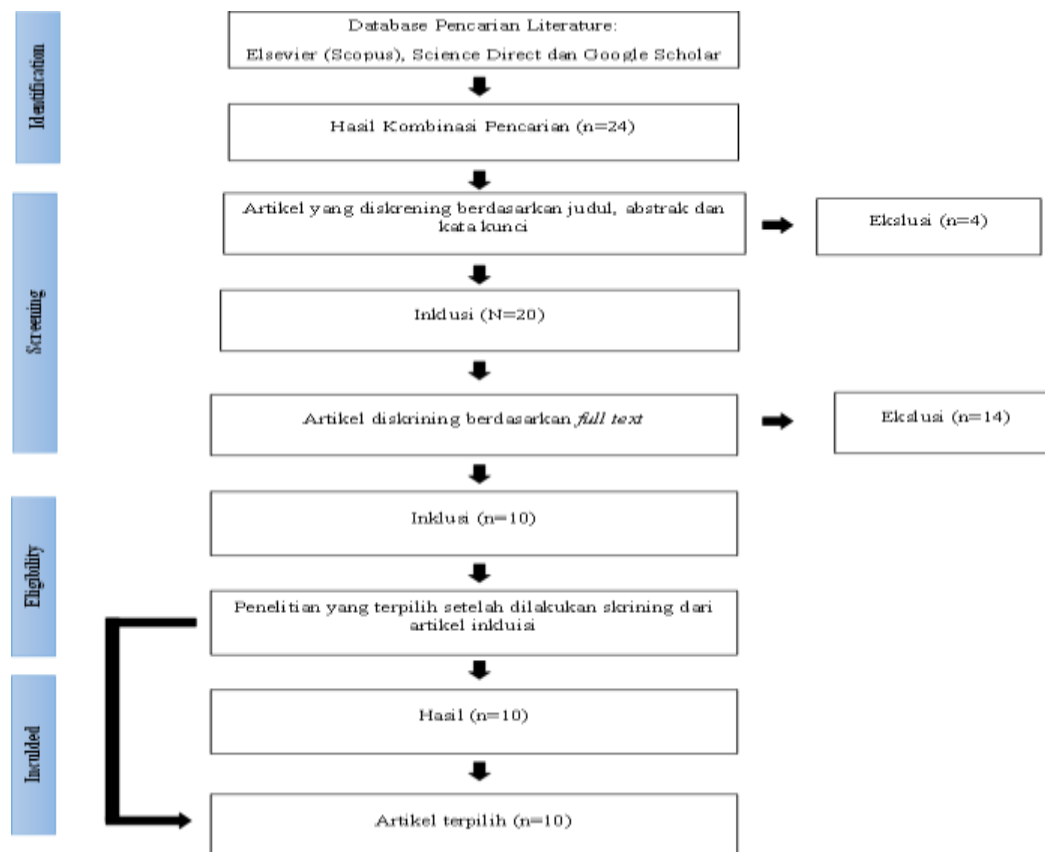 Identification
Database Pencarian Literature:
Elsevier (Scopus), Science Direct dan Google Scholar
Hasil Kombinasi Pencarian (n=24)
Screening
Artikel yang diskrening berdasarkan judul, abstrak dan
kata kunci
Ekslusi (n=4)
Inklusi (N=20)
Artikel diskrining berdasarkan full text
Ekslusi (n=14)
Eligibility
Inklusi (n=10)
Penelitian yang terpilih setelah dilakukan skrining dari
artikel inkluisi
Inculded
Hasil (n=10)
Artikel terpilih (n=10)